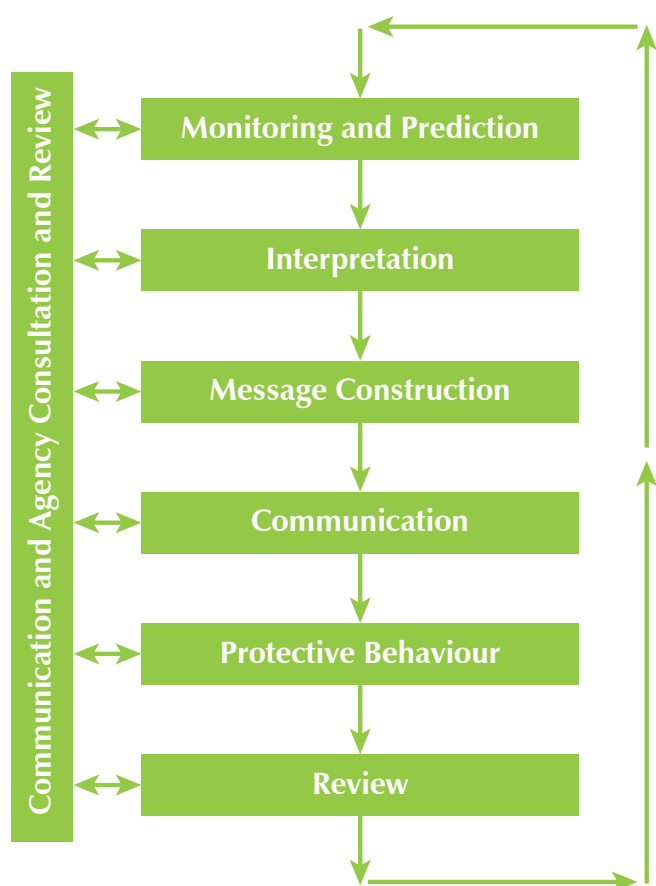 Communication and Agency Consultation and Review
Monitoring and Prediction
Interpretation
Message Construction
Communication
Protective Behaviour
Review